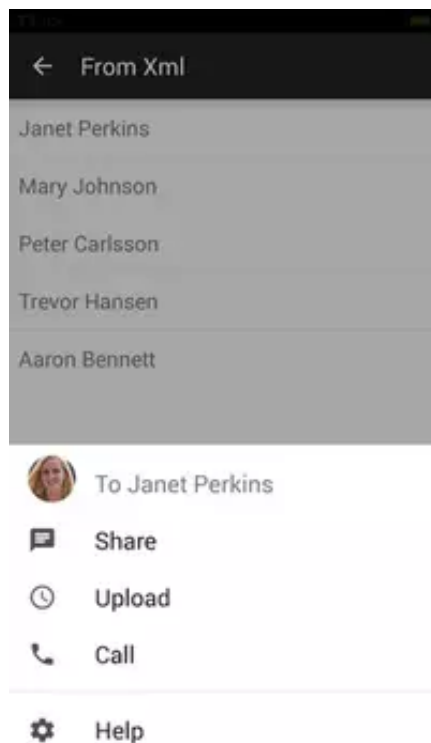 From Xml
Janet Perkins
Mary Johnson
Peter Carlsson
Trevor Hansen
Aaron Bennett
To Janet Perkins
Share
Upload
Call
Help